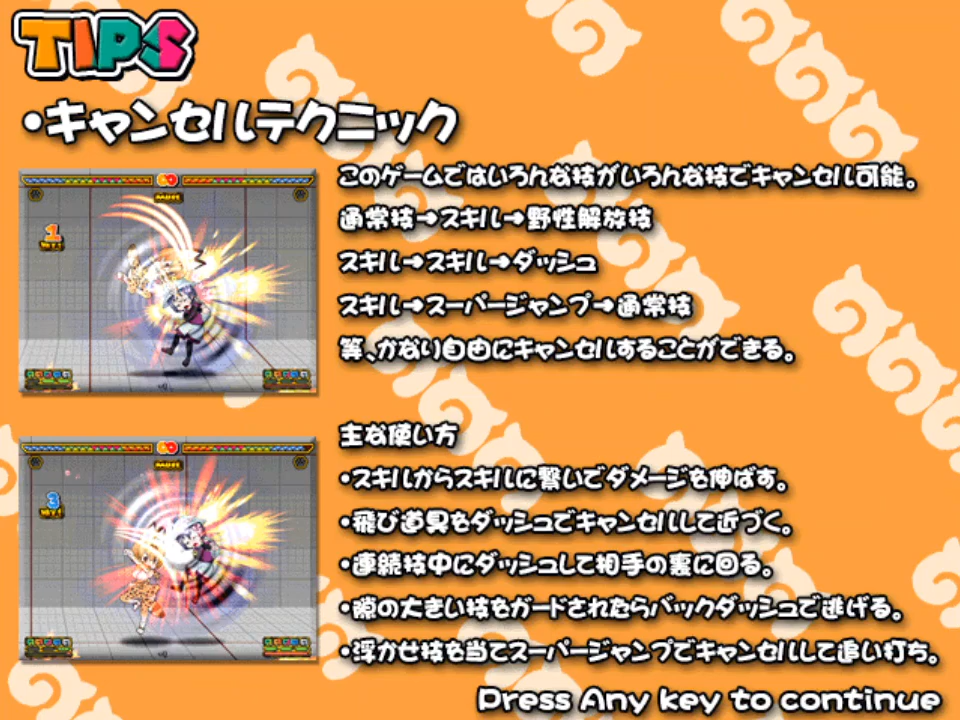 TIPS
・キャンセルテクニック
このゲームではいろんな技がいろんな技でキャンセル可能。
通常技→スキル→野性解放技
スキル→スキル→ダッシュ
スキル→スーパージャンプ→通常技
等、かなり自由にキャンセルすることができる。
1
主な使い方
・スキルからスキルに繋いでダメージを伸ばす。
・飛び道具をダッシュでキャンセルして近づく。
・連続技中にダッシュして相手の裏に回る。
・隙の大きい技をガードされたらバックダッシュで逃げる。
・浮かせ技を当てスーパージャンプでキャンセルして追い打ち。
3
Press Any key to continue